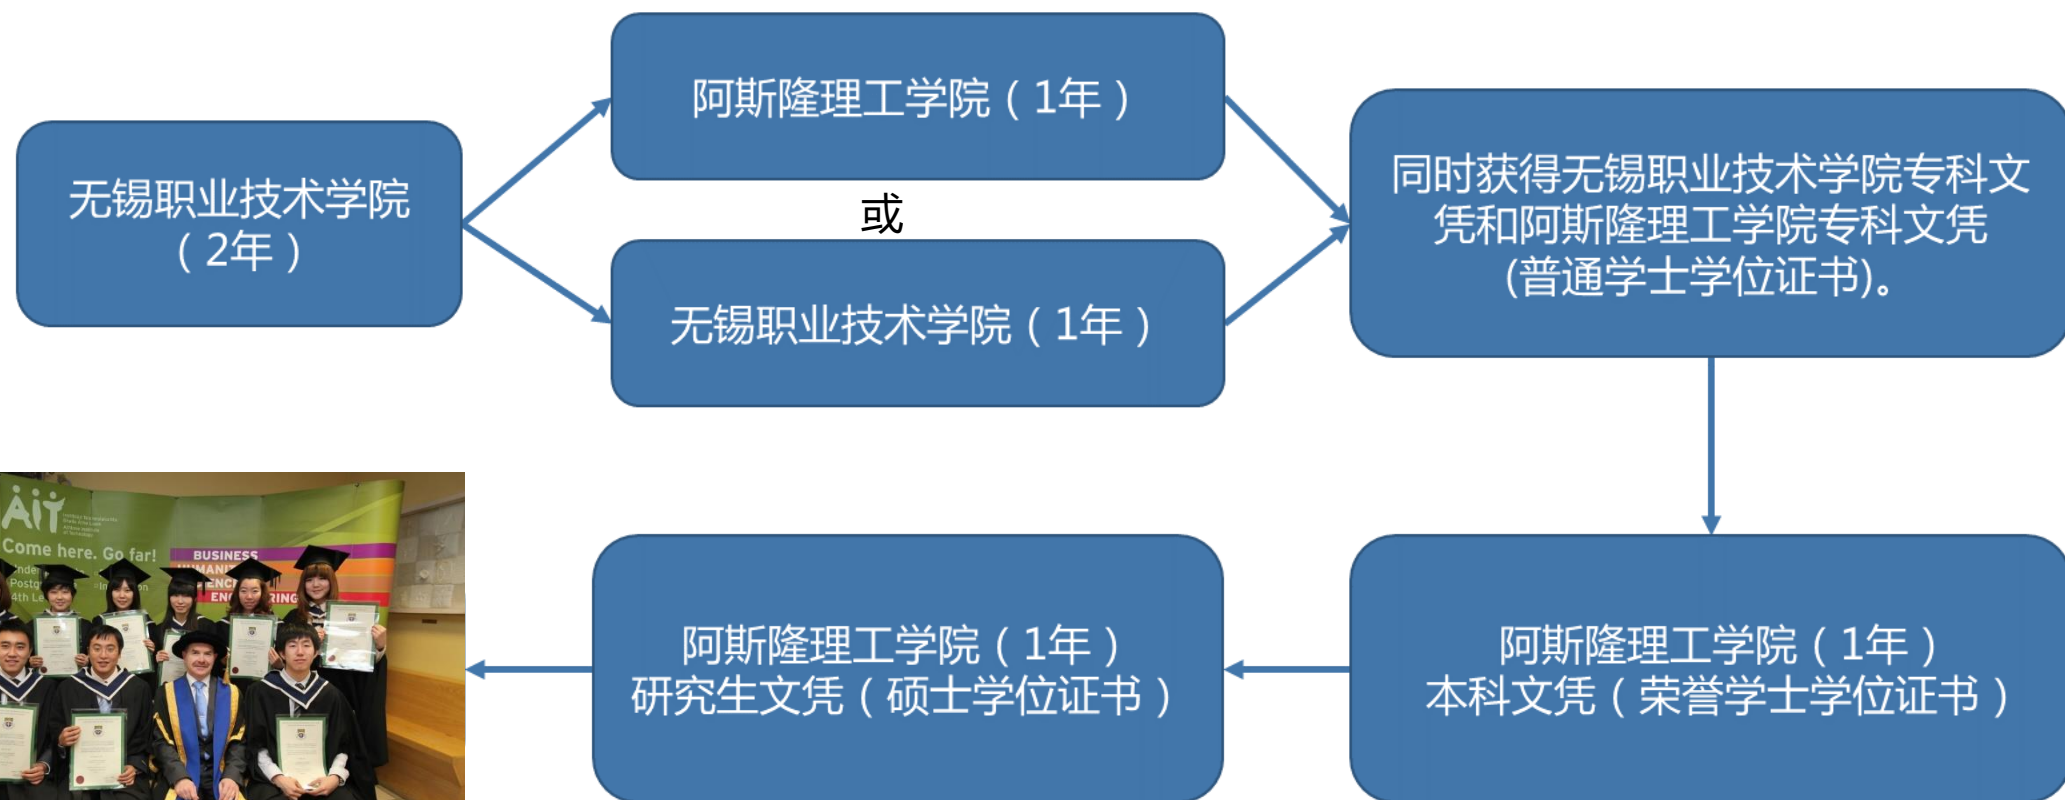 无锡职业技术学院
（2年）
阿斯隆理工学院（1年）
或
无锡职业技术学院（1年）
同时获得无锡职业技术学院专科文
凭和阿斯隆理工学院专科文凭
(普通学士学位证书)。
阿斯隆理工学院（1年）
本科文凭（荣誉学士学位证书）
阿斯隆理工学院（1年）
研究生文凭（硕士学位证书）
AIT
Come here. Go far!
BUSINESS